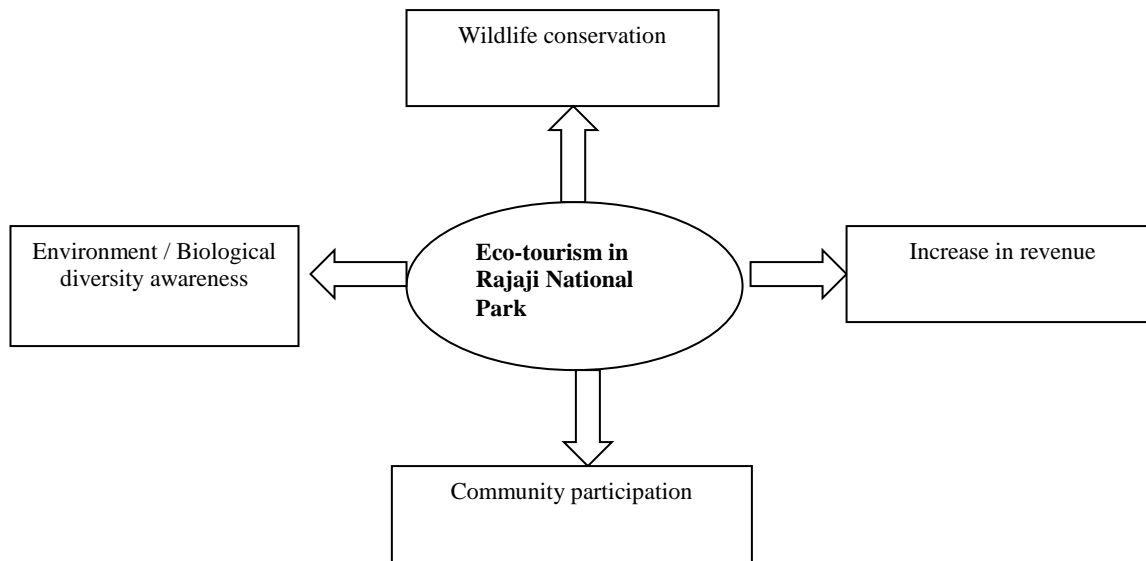 Wildlife conservation
Environment / Biological
diversity awareness
Eco-tourism in
Rajaji National
Park
Increase in revenue
Community participation